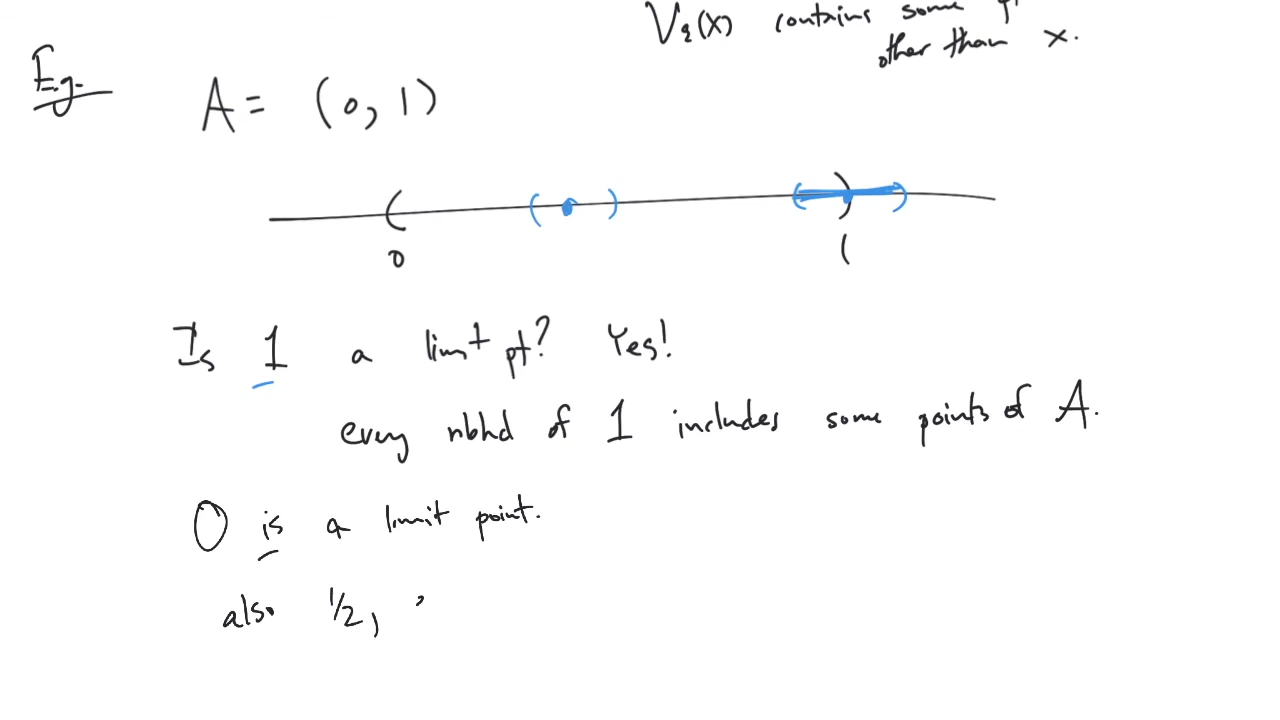 Vε(x) contains some
other than x.
E.g.
A = (0, 1)
0 1
Is 1 a limit pt? Yes!
every nbhd of 1 includes some points of A.
0 is a limit point.
also 1/2,